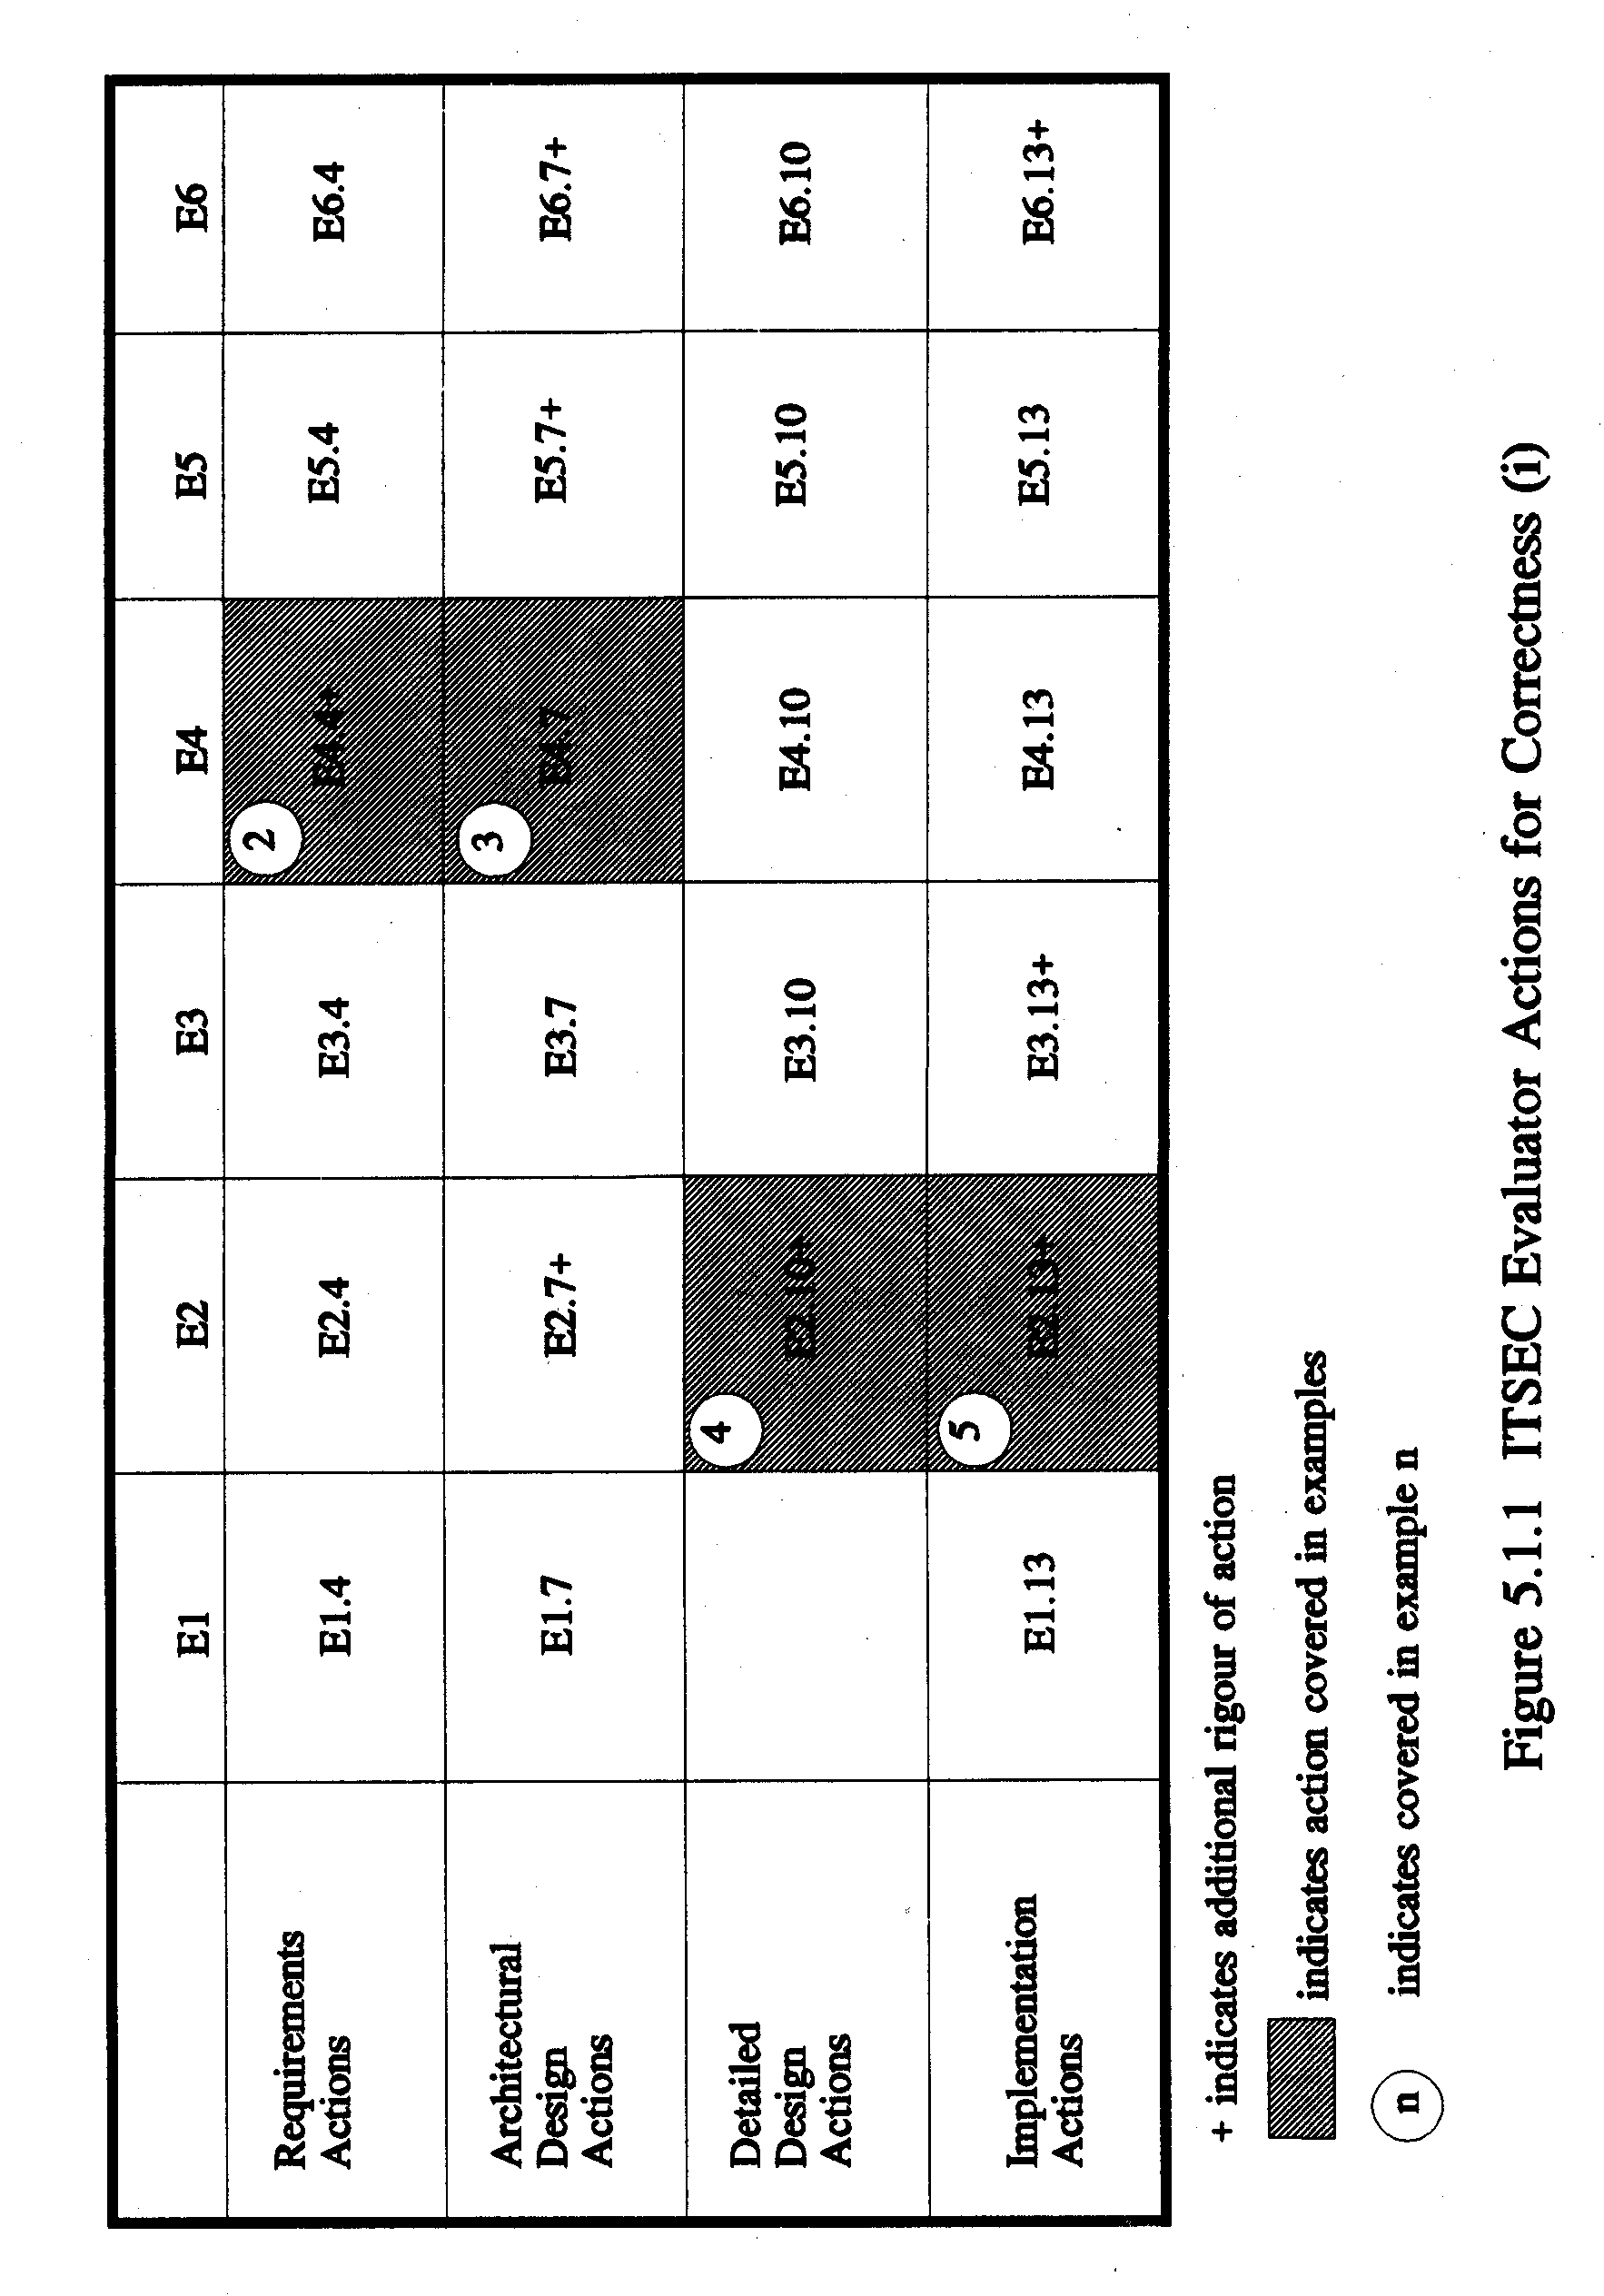 E1 E2 E3 E4 E5 E6
Requirements
Actions
E1.4 E2.4 E3.4 2 E4.4+ E5.4 E6.4
Architectural
Design
Actions
E1.7 E2.7+ E3.7 3 E4.7 E5.7+ E6.7+
Detailed
Design
Actions
4 E2.10+ E3.10 E4.10 E5.10 E6.10
Implementation
Actions
E1.13 5 E2.13+ E3.13+ E4.13 E5.13 E6.13+
+ indicates additional rigour of action
indicates action covered in examples
n indicates covered in example n
Figure 5.1.1 ITSEC Evaluator Actions for Correctness (i)